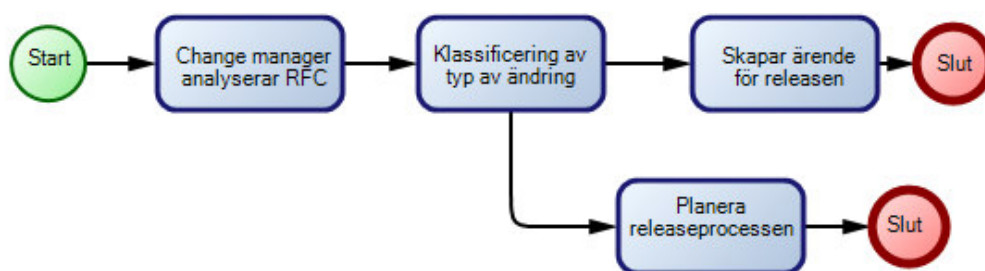 Start
Change manager
analyserar RFC
Klassificering av
typ av ändring
Skapar ärende
för releasen
Slut
Planera
releaseprocessen
Slut